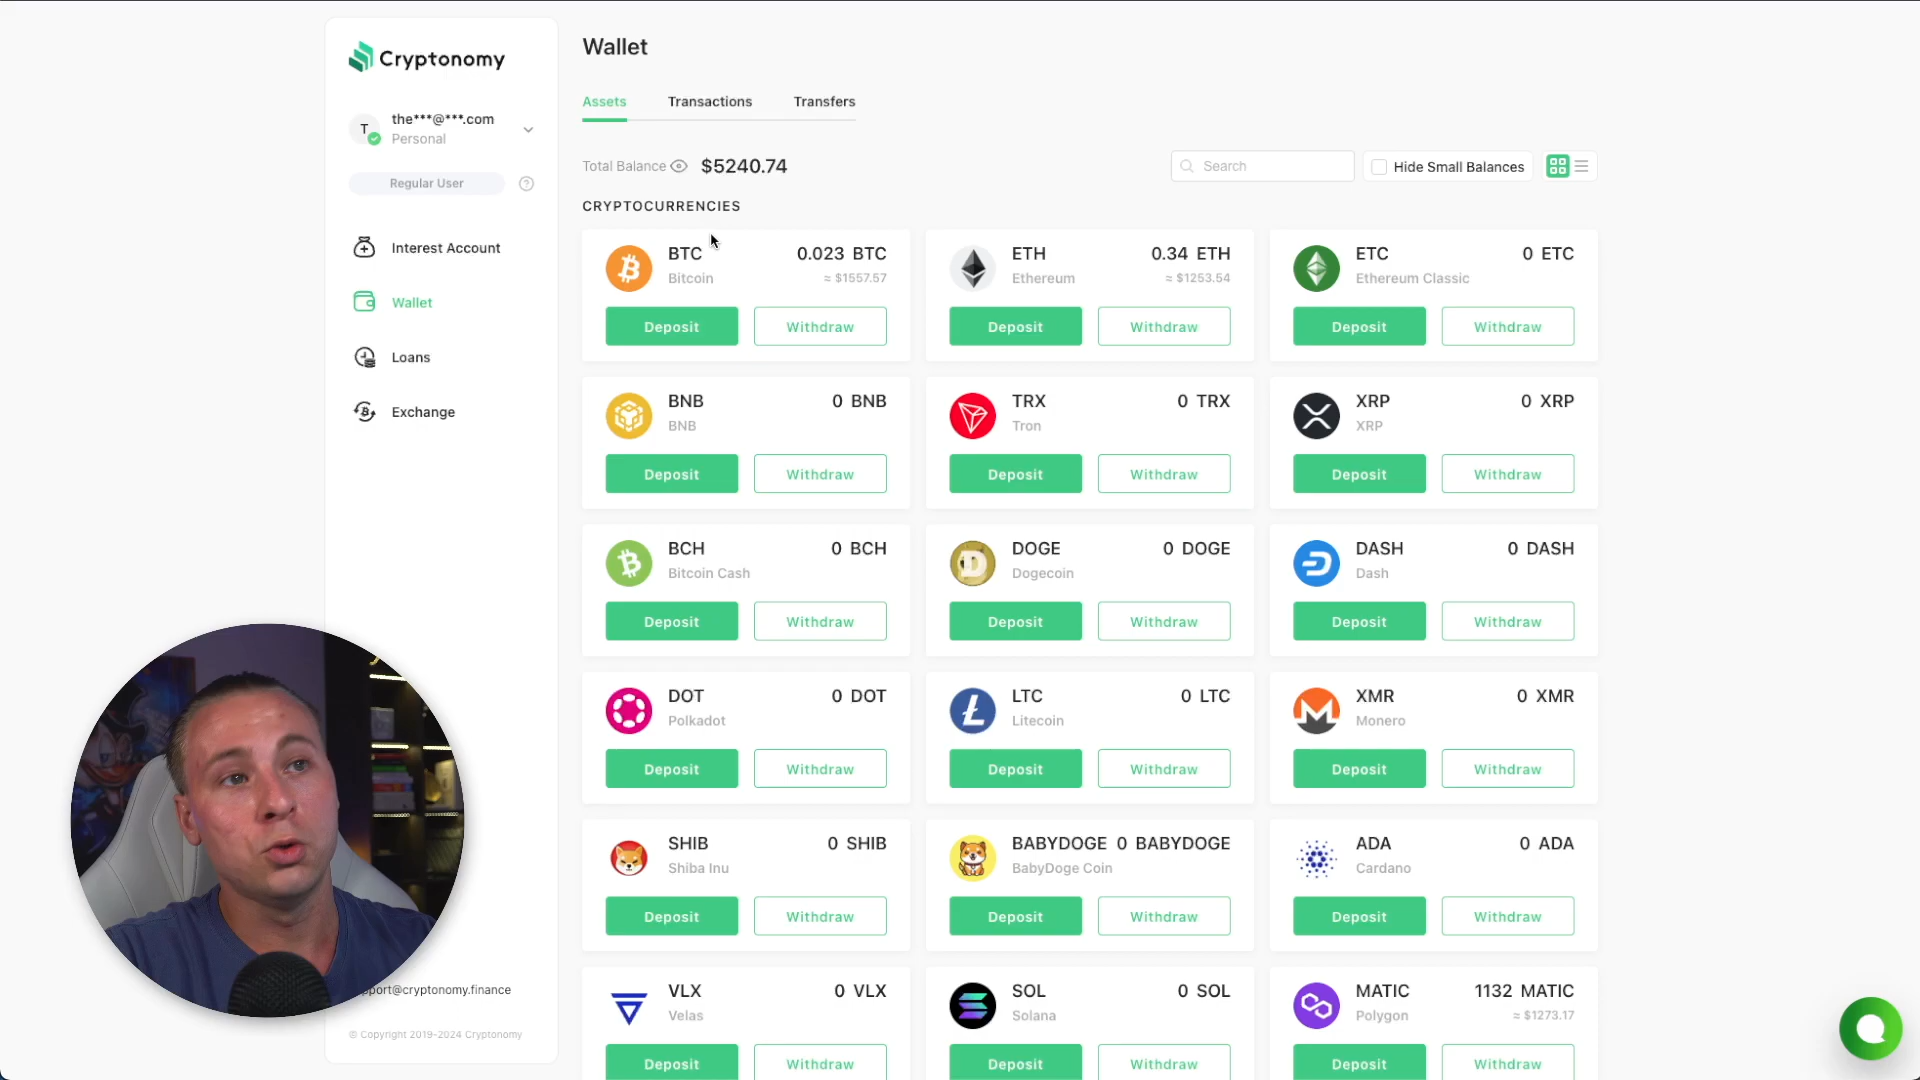 Cryptonomy
T
the***@***.com
Personal
Regular User
?
Interest Account
Wallet
Loans
Exchange
port@cryptonomy.finance
© Copyright 2019-2024 Cryptonomy
Wallet
Assets Transactions Transfers
Total Balance $5240.74
Search
Hide Small Balances
CRYPTOCURRENCIES
BTC 0.023 BTC
Bitcoin ≈ $1557.57
Deposit Withdraw
ETH 0.34 ETH
Ethereum ≈ $1253.54
Deposit Withdraw
ETC 0 ETC
Ethereum Classic
Deposit Withdraw
BNB 0 BNB
BNB
Deposit Withdraw
TRX 0 TRX
Tron
Deposit Withdraw
XRP 0 XRP
XRP
Deposit Withdraw
BCH 0 BCH
Bitcoin Cash
Deposit Withdraw
DOGE 0 DOGE
Dogecoin
Deposit Withdraw
DASH 0 DASH
Dash
Deposit Withdraw
DOT 0 DOT
Polkadot
Deposit Withdraw
LTC 0 LTC
Litecoin
Deposit Withdraw
XMR 0 XMR
Monero
Deposit Withdraw
SHIB 0 SHIB
Shiba Inu
Deposit Withdraw
BABYDOGE 0 BABYDOGE
BabyDoge Coin
Deposit Withdraw
ADA 0 ADA
Cardano
Deposit Withdraw
VLX 0 VLX
Velas
Deposit Withdraw
SOL 0 SOL
Solana
Deposit Withdraw
MATIC 1132 MATIC
Polygon ≈ $1273.17
Deposit Withdraw